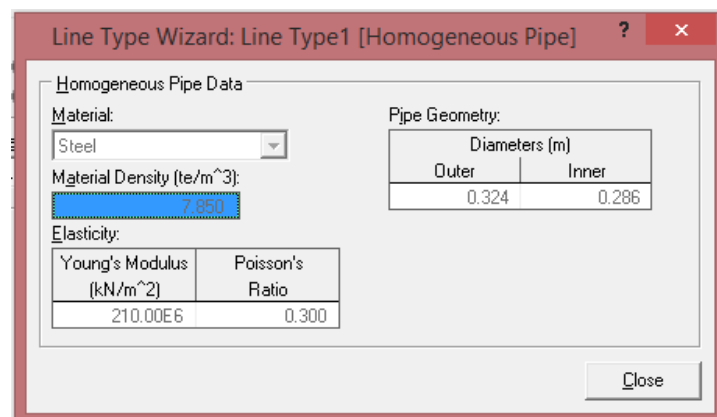 Line Type Wizard: Line Type1 [Homogeneous Pipe] ? ×
Homogeneous Pipe Data
Material:
Steel
Material Density (te/m^3):
7.850
Elasticity:
Young's Modulus (kN/m^2)
Poisson's Ratio
210.00E6 0.300
Pipe Geometry:
Diameters (m)
Outer Inner
0.324 0.286
Close